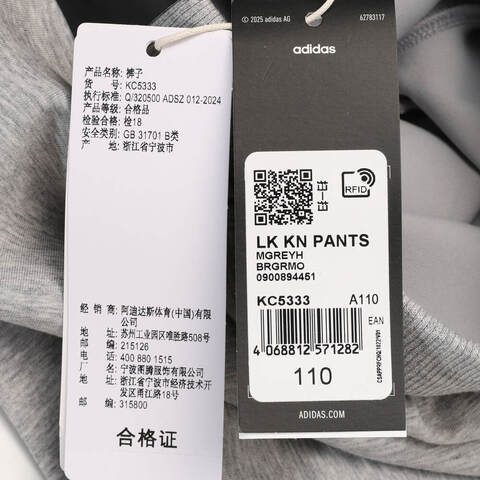 产品名称: 裤子
货 号: KC5333
执行标准: Q/320500 ADSZ 012-2024
产品等级: 合格品
检验合格: 检18
安全类别: GB 31701 B类
产 地: 浙江省宁波市
经 销 商: 阿迪达斯体育(中国)有限
公司
地 址: 苏州工业园区唯胜路508号
邮 编: 215126
电 话: 400 880 1515
厂 名: 宁波图腾服饰有限公司
地 址: 浙江省宁波市经济技术开
发区甬江路18号
邮 编: 315800
合格证
© 2025 adidas AG
62783117
adidas
RFID
LK KN PANTS
MGREYH
BRGRMO
0900894451
KC5333 A110
EAN
4 068812 571282
110
ADIDAS.COM